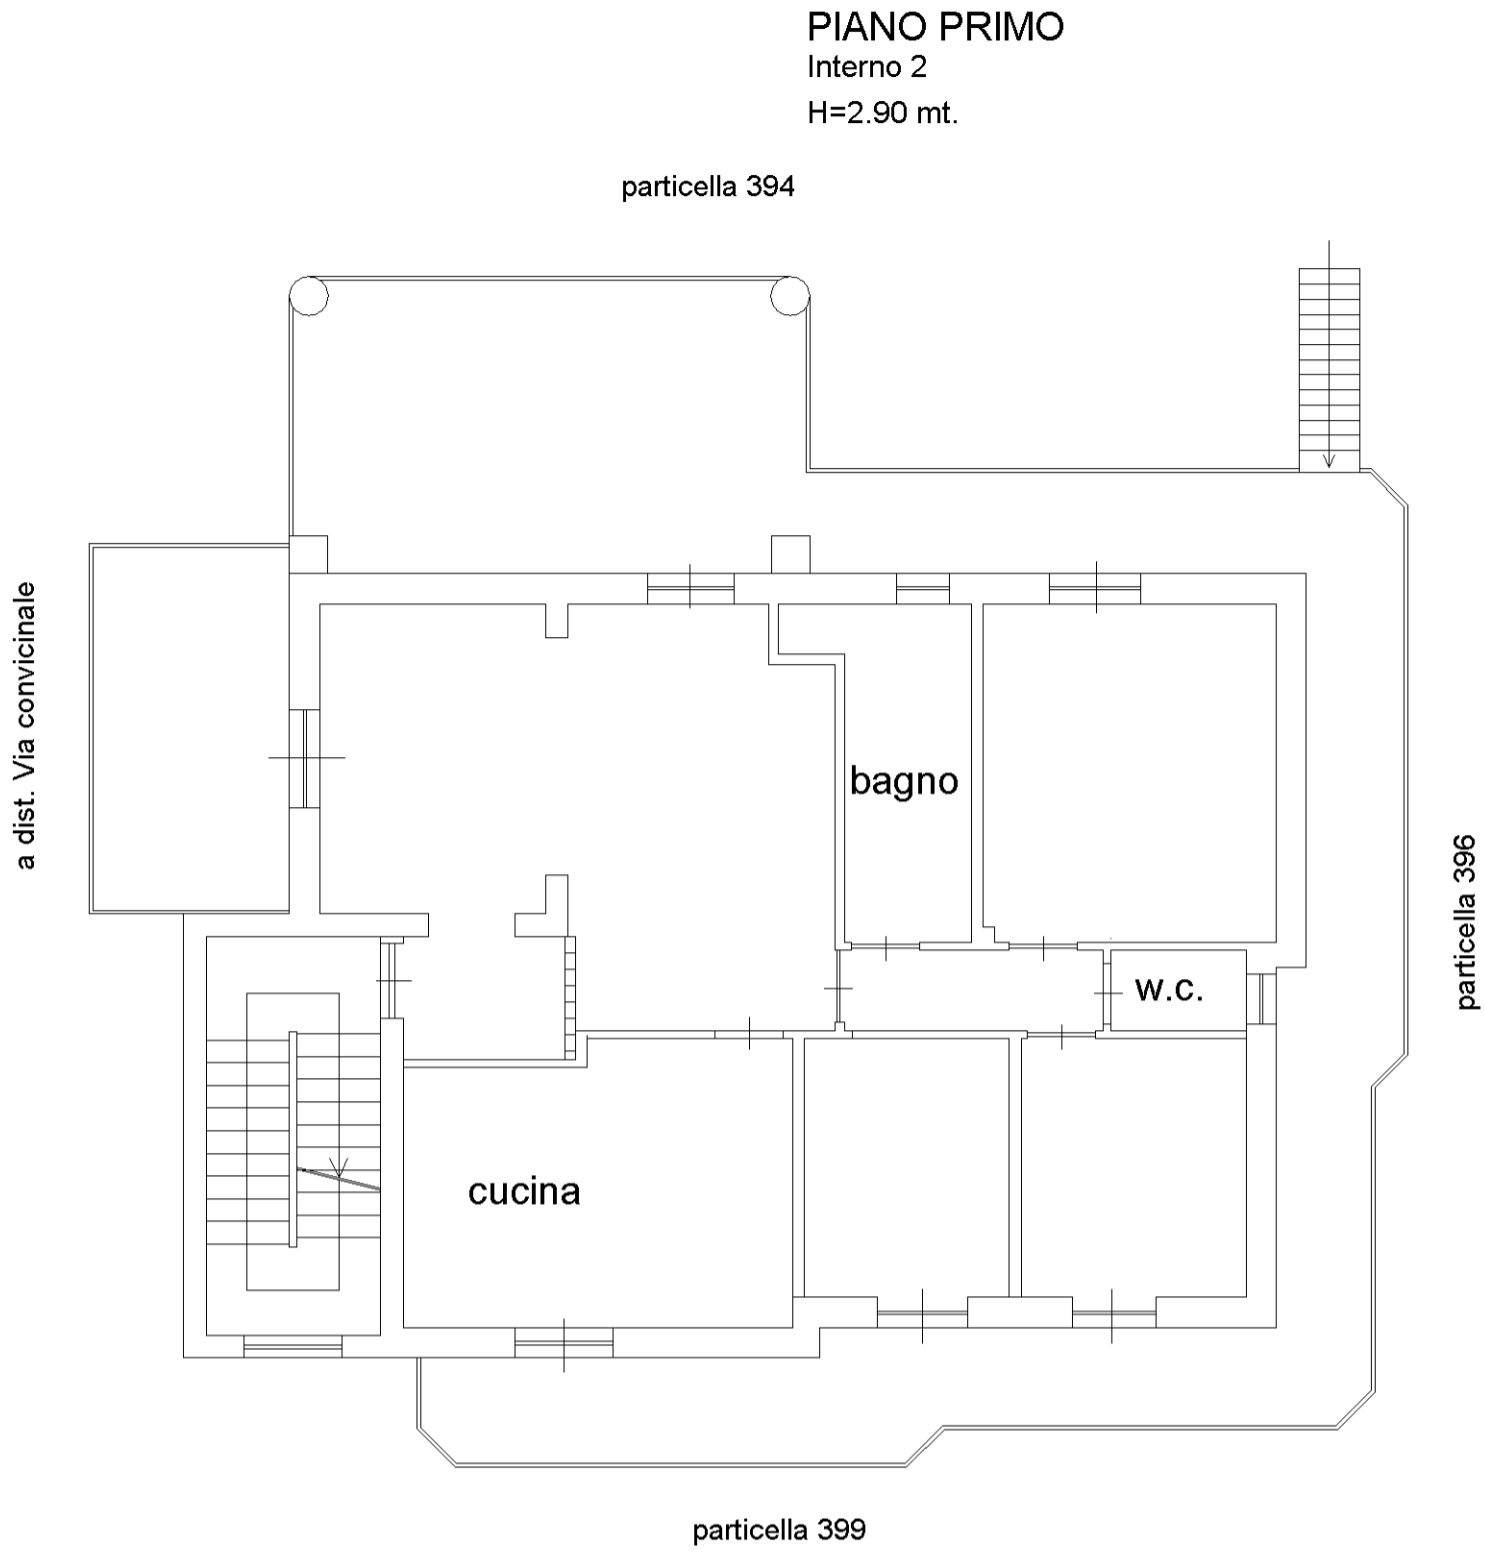 PIANO PRIMO
Interno 2
H=2.90 mt.
particella 394
a dist. Via convicinale
bagno
particella 396
w.c.
cucina
particella 399